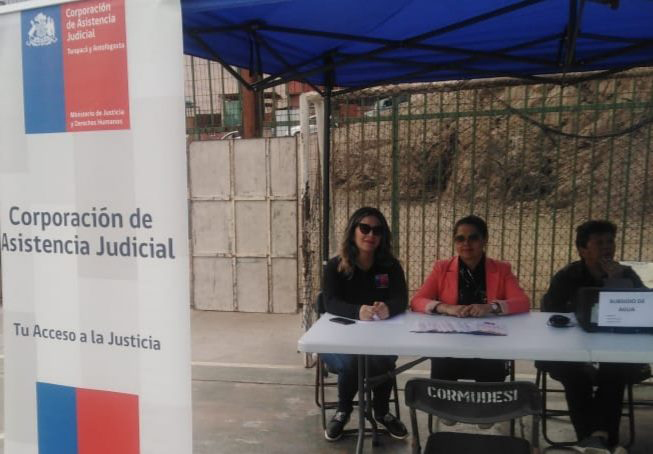 Corporación
de Asistencia
Judicial
Tarapacá y Antofagasta
Ministerio de Justicia
y Derechos Humanos
Corporación de
Asistencia Judicial
Tu Acceso a la Justicia
SUBSIDIO DE
AGUA
CORMUDESI